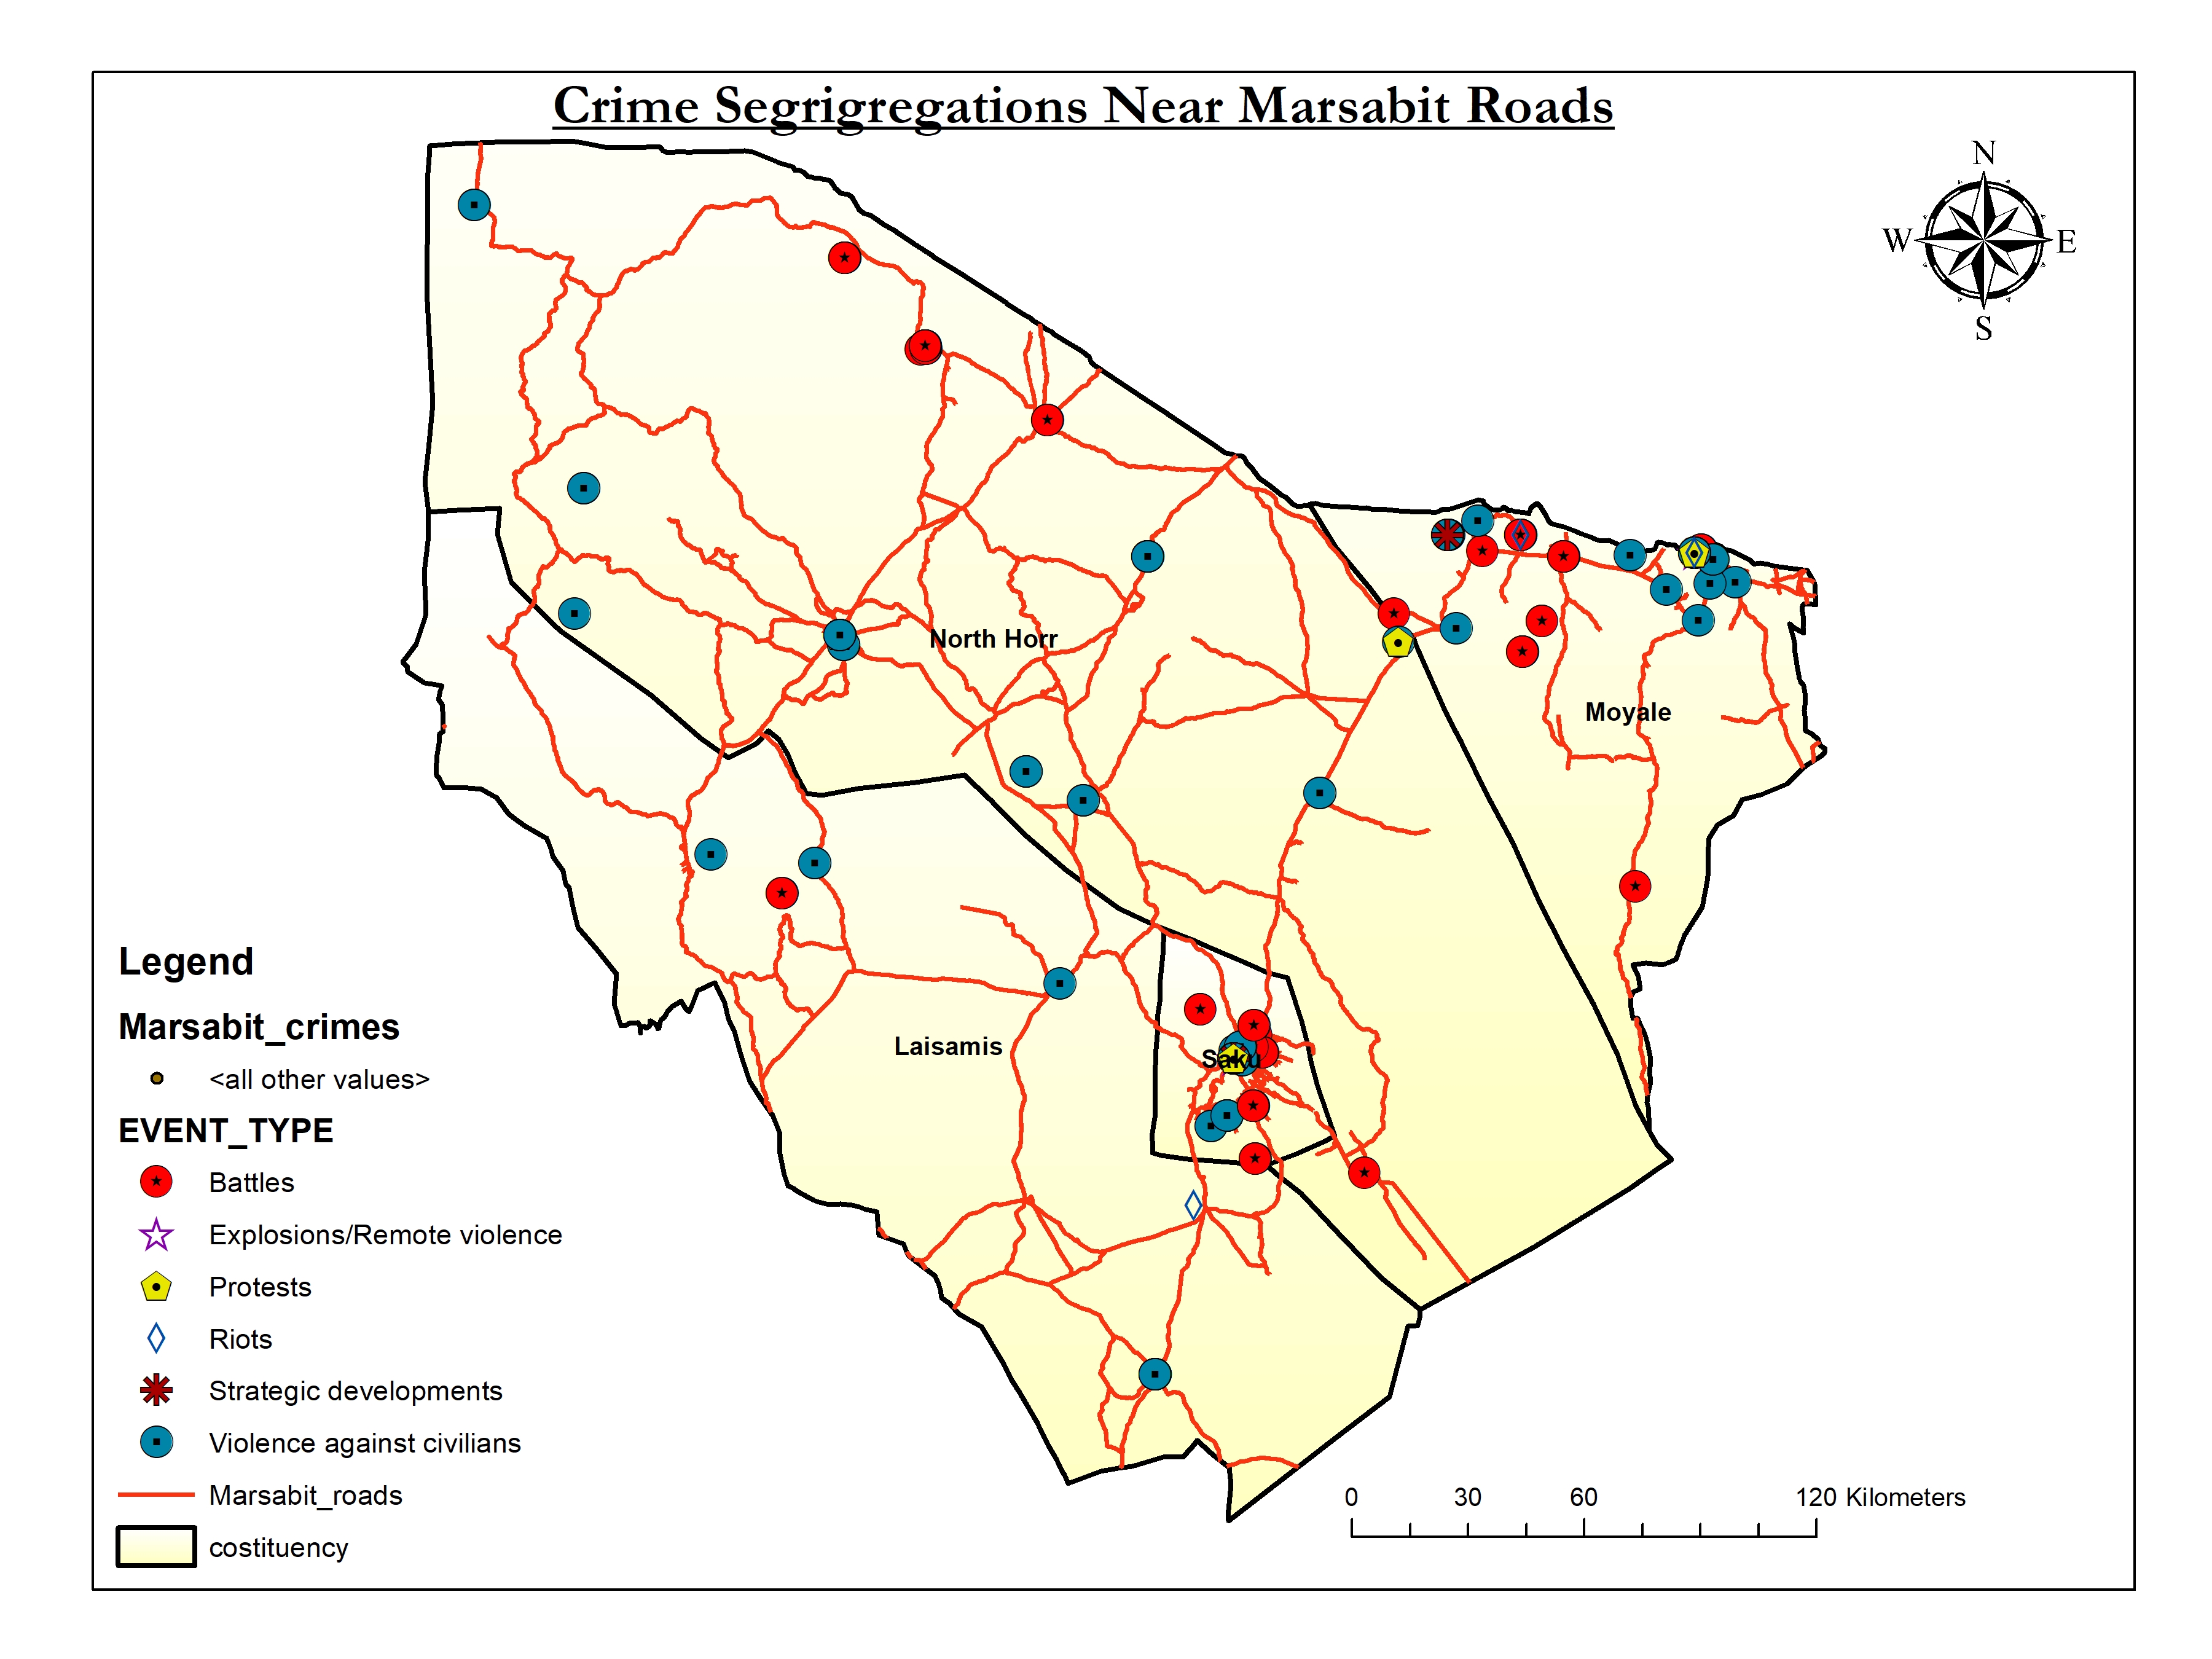 Crime Segrigregations Near Marsabit Roads
N
W
E
S
North Horr
Moyale
Laisamis
Saku
Legend
Marsabit_crimes
<all other values>
EVENT_TYPE
Battles
Explosions/Remote violence
Protests
Riots
Strategic developments
Violence against civilians
Marsabit_roads
costituency
0 30 60 120 Kilometers